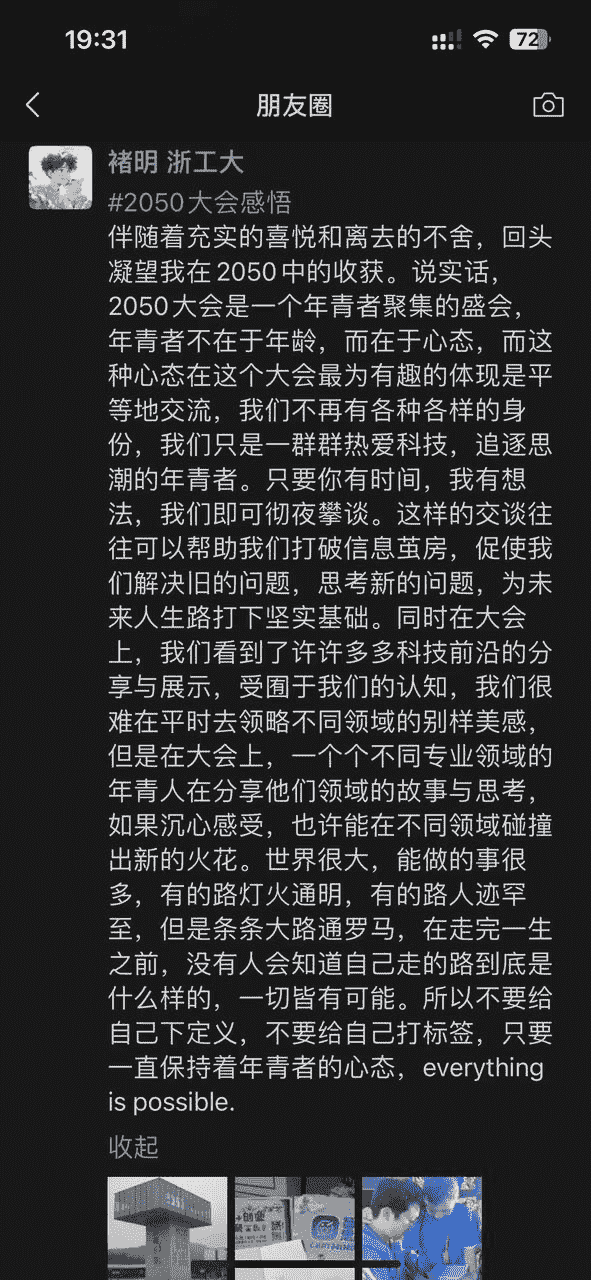 19:31
72
朋友圈
褚明 浙工大
#2050大会感悟
伴随着充实的喜悦和离去的不舍，回头
凝望我在2050中的收获。说实话，
2050大会是一个年青者聚集的盛会，
年青者不在于年龄，而在于心态，而这
种心态在这个大会最为有趣的体现是平
等地交流，我们不再有各种各样的身
份，我们只是一群群热爱科技，追逐思
潮的年青者。只要你有时间，我有想
法，我们即可彻夜攀谈。这样的交谈往
往可以帮助我们打破信息茧房，促使我
们解决旧的问题，思考新的问题，为未
来人生路打下坚实基础。同时在大会
上，我们看到了许许多多科技前沿的分
享与展示，受囿于我们的认知，我们很
难在平时去领略不同领域的别样美感，
但是在大会上，一个个不同专业领域的
年青人在分享他们领域的故事与思考，
如果沉心感受，也许能在不同领域碰撞
出新的火花。世界很大，能做的事很
多，有的路灯火通明，有的路人迹罕
至，但是条条大路通罗马，在走完一生
之前，没有人会知道自己走的路到底是
什么样的，一切皆有可能。所以不要给
自己下定义，不要给自己打标签，只要
一直保持着年青者的心态，everything
is possible.
收起